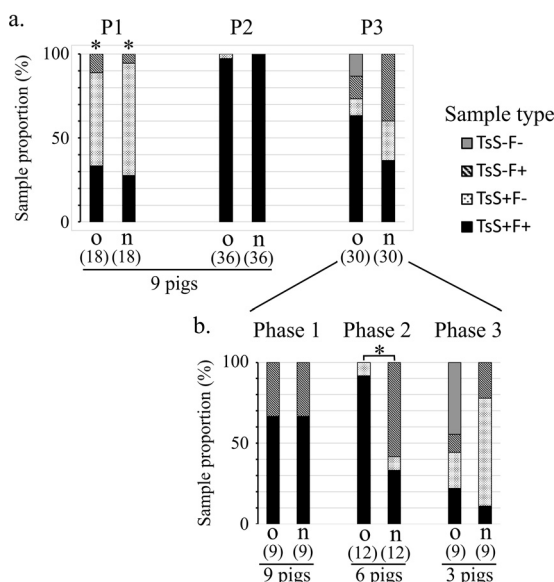 a.
P1 P2 P3
* *
Sample proportion (%)
100
50
0
o n o n o n
(18) (18) (36) (36) (30) (30)
9 pigs
Sample type
TsS-F-
TsS-F+
TsS+F-
TsS+F+
b.
Phase 1 Phase 2 Phase 3
*
Sample proportion (%)
100
50
0
o n o n o n
(9) (9) (12) (12) (9) (9)
9 pigs 6 pigs 3 pigs